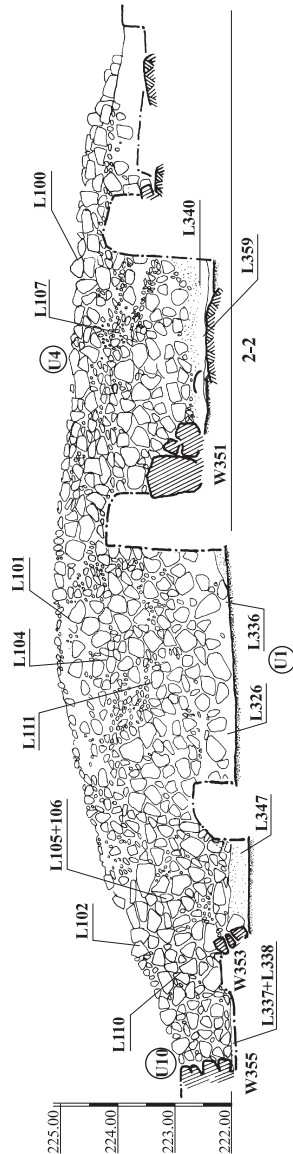 225.00
224.00
223.00
222.00
W355
L337+L338
U10
L110
W353
L102
L347
L105+106
L326
L111
U1
L336
L104
L101
W351
2-2
U4
L107
L359
L340
L100